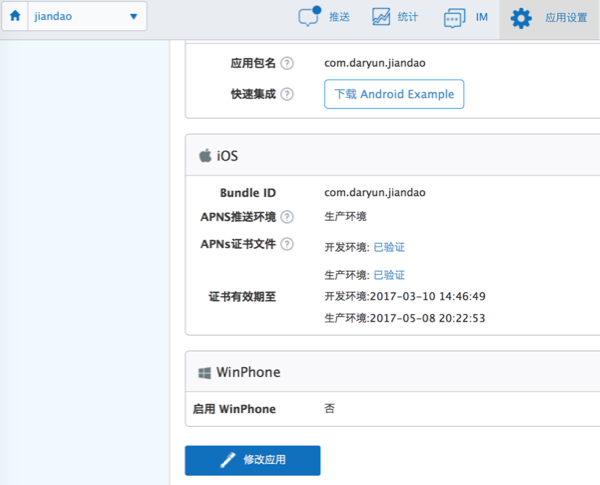 jiandao 推送 统计 IM 应用设置
应用包名 ? com.daryun.jiandao
快速集成 ? 下载 Android Example
iOS
Bundle ID com.daryun.jiandao
APNS推送环境 ? 生产环境
APNs证书文件 ? 开发环境: 已验证
生产环境: 已验证
证书有效期至 开发环境:2017-03-10 14:46:49
生产环境:2017-05-08 20:22:53
WinPhone
启用 WinPhone 否
修改应用